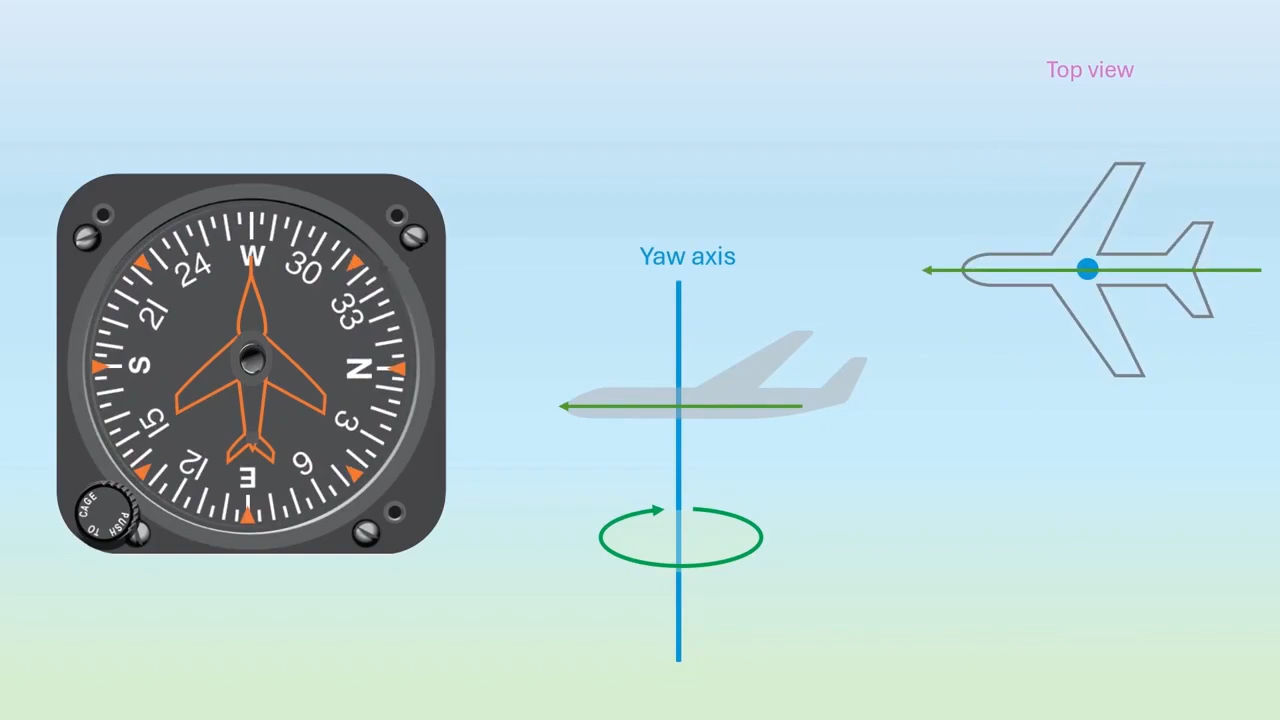 Top view
Yaw axis
W
30
33
N
3
6
E
12
15
S
21
24
PUSH TO CAGE